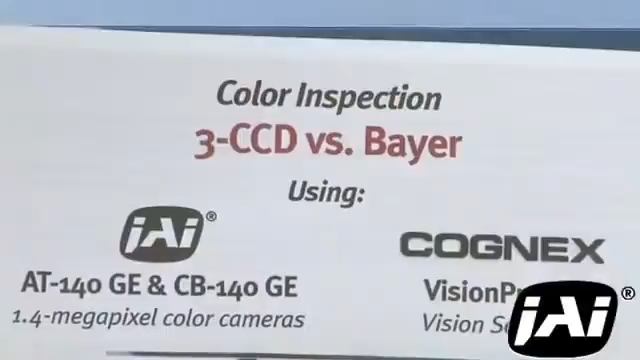 Color Inspection
3-CCD vs. Bayer
Using:
JAi®
COGNEX
AT-140 GE & CB-140 GE
1.4-megapixel color cameras
Vision
JAi®